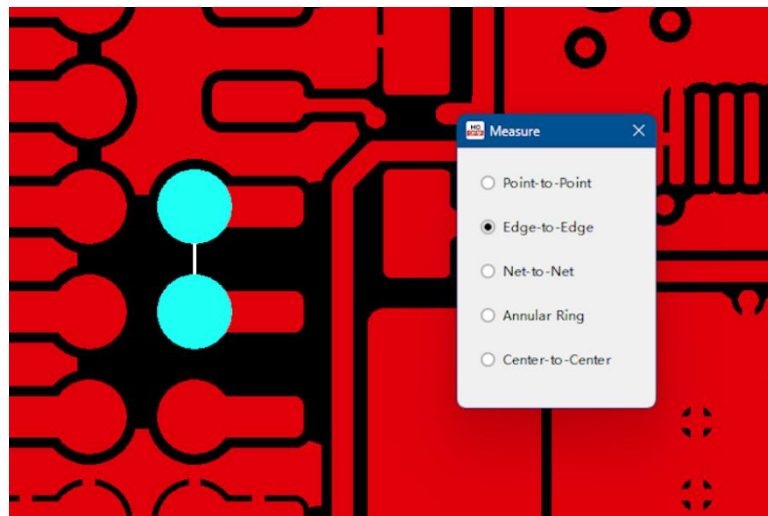 Measure
Point-to-Point
Edge-to-Edge
Net-to-Net
Annular Ring
Center-to-Center